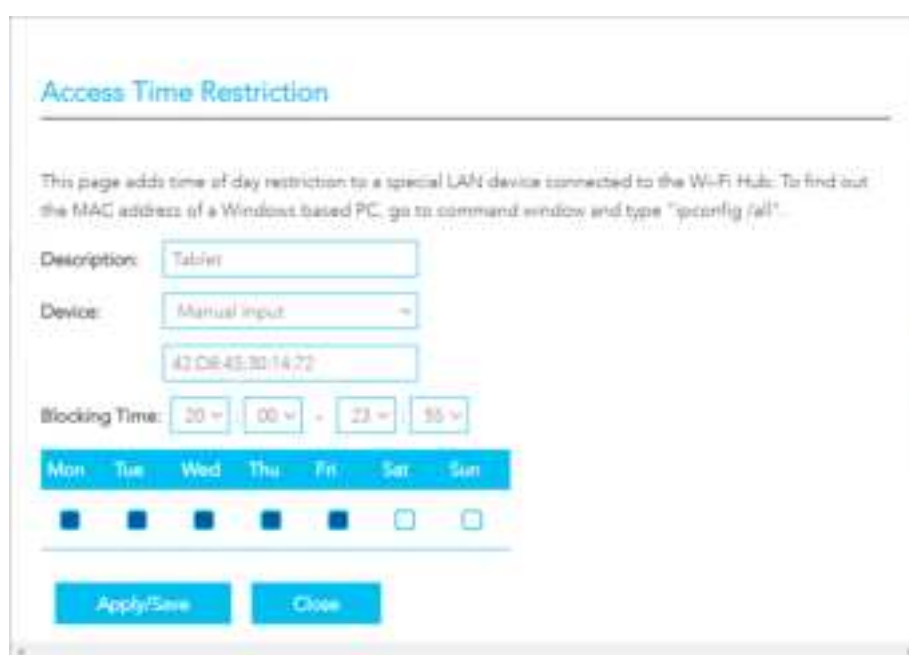 Access Time Restriction
This page adds time of day restriction to a special LAN device connected to the Wi-Fi Hub. To find out
the MAC address of a Windows based PC, go to command window and type "ipconfig /all".
Description: Tablet
Device: Manual input
42:D8:45:30:14:72
Blocking Time: 20 : 00 - 23 : 55
Mon Tue Wed Thu Fri Sat Sun
Apply/Save Close